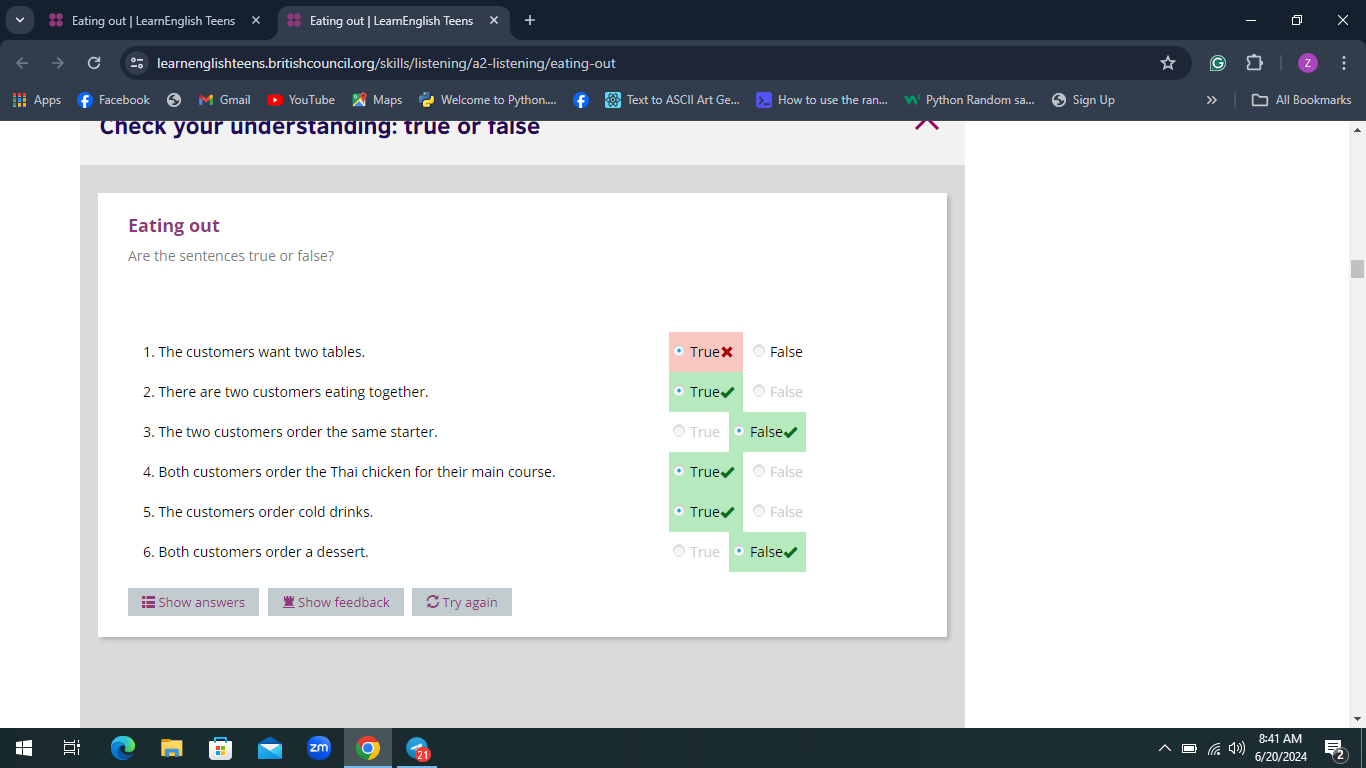 Eating out | LearnEnglish Teens
Eating out | LearnEnglish Teens
learnenglishteens.britishcouncil.org/skills/listening/a2-listening/eating-out
Z
Apps
Facebook
Gmail
YouTube
Maps
Welcome to Python....
Text to ASCII Art Ge...
How to use the ran...
Python Random sa...
Sign Up
All Bookmarks
Check your understanding: true or false
Eating out
Are the sentences true or false?
1. The customers want two tables. True False
2. There are two customers eating together. True False
3. The two customers order the same starter. True False
4. Both customers order the Thai chicken for their main course. True False
5. The customers order cold drinks. True False
6. Both customers order a dessert. True False
Show answers Show feedback Try again
zm
21
8:41 AM
6/20/2024
2